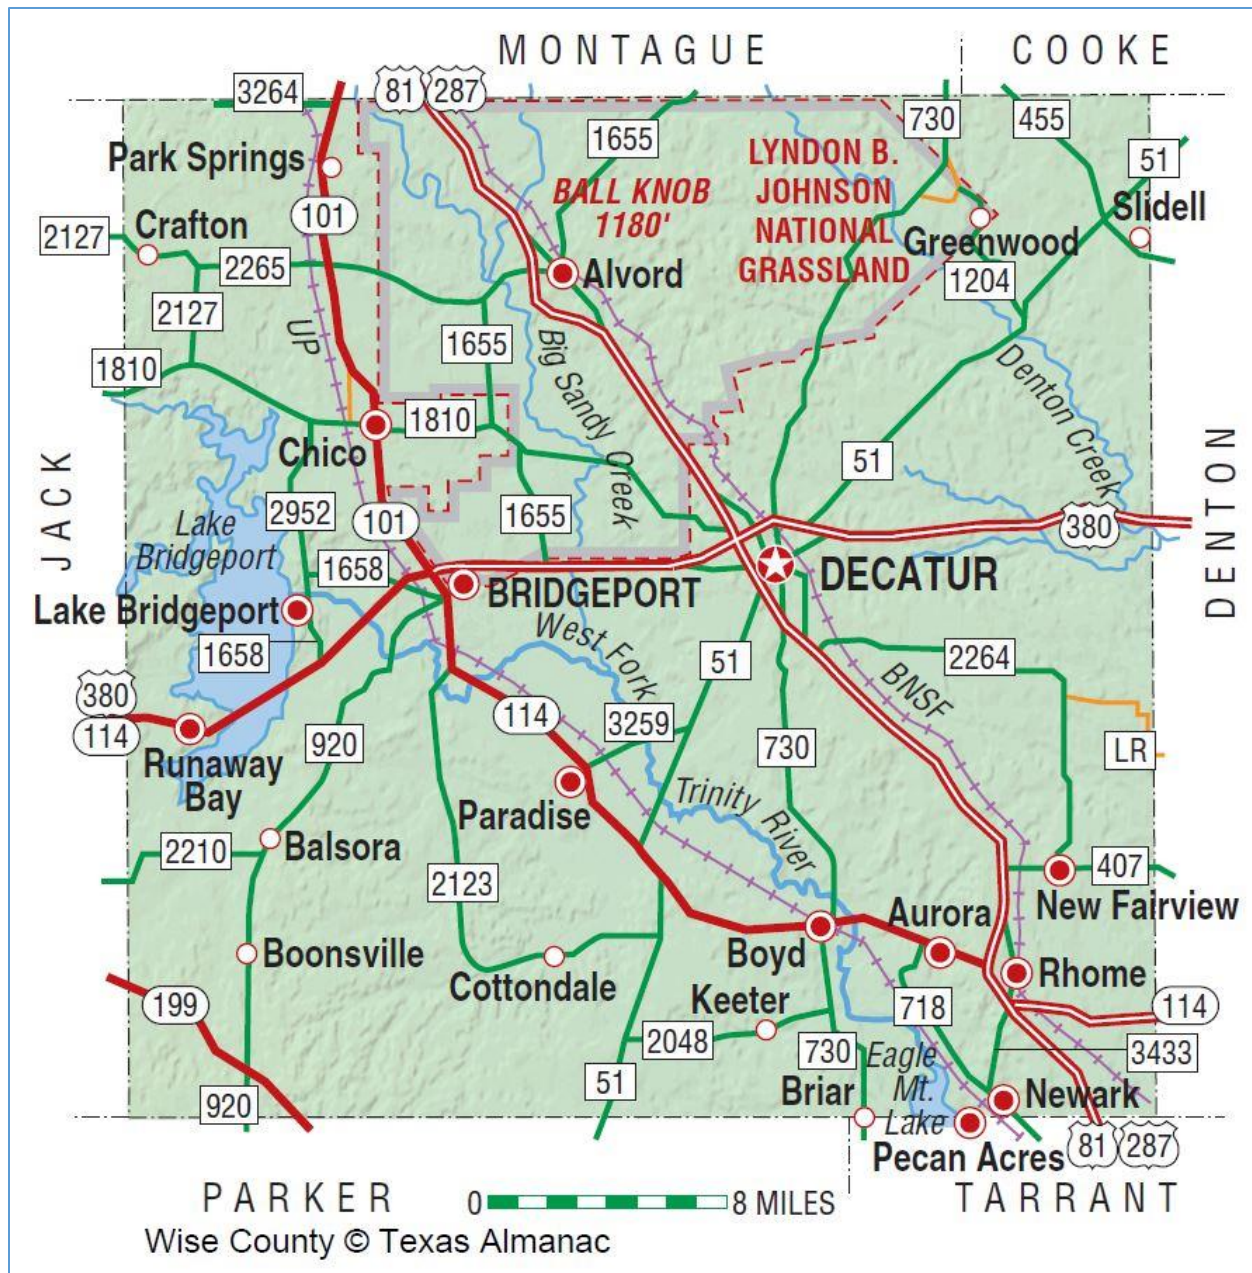 MONTAGUE
COOKE
3264
81
287
1655
730
455
51
Park Springs
LYNDON B.
JOHNSON
NATIONAL
GRASSLAND
BALL KNOB
1180'
101
Crafton
2127
2265
Slidell
Greenwood
Alvord
1204
2127
UP
1655
Big Sandy Creek
Denton Creek
1810
1810
Chico
51
JACK
DENTON
2952
101
1655
380
Lake
Bridgeport
1658
BRIDGEPORT
DECATUR
Lake Bridgeport
1658
West Fork
51
2264
380
114
BNSF
114
3259
920
730
LR
Runaway
Bay
Paradise
Trinity River
Balsora
2210
2123
407
New Fairview
Aurora
Boyd
Boonsville
Cottondale
Rhome
Keeter
199
718
114
2048
730
3433
Eagle
Mt.
Lake
51
Briar
Newark
920
Pecan Acres
81
287
PARKER
0
8 MILES
TARRANT
Wise County © Texas Almanac